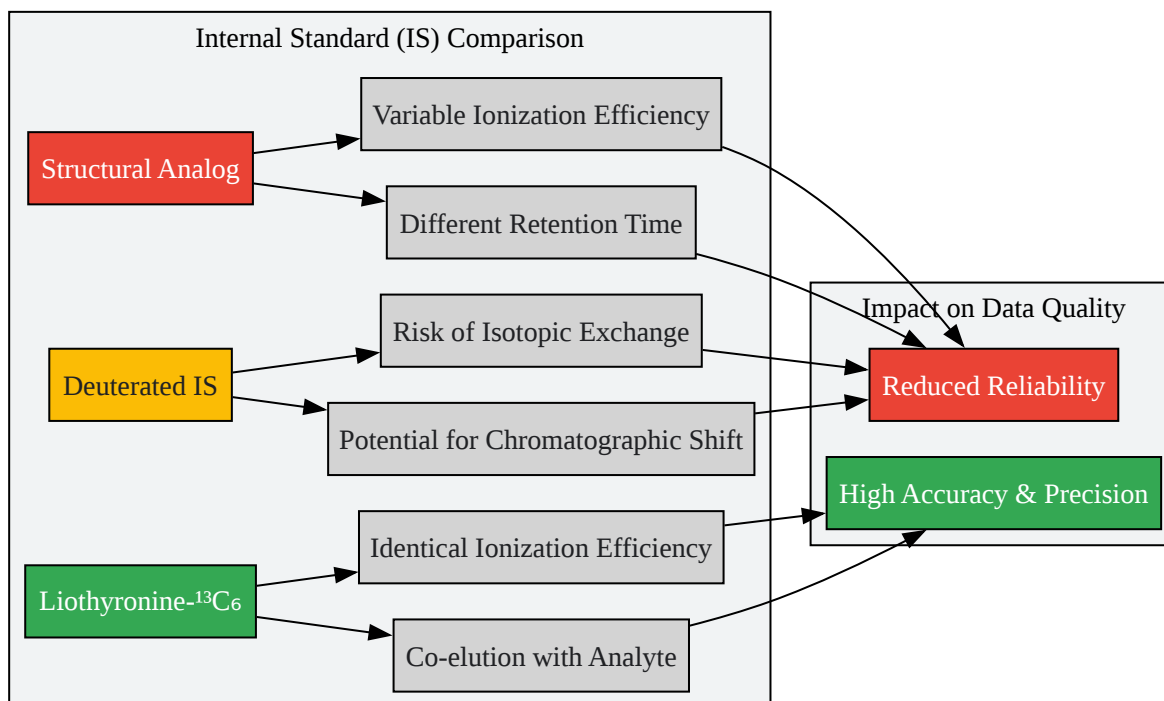 Internal Standard (IS) Comparison
Variable Ionization Efficiency
Structural Analog
Different Retention Time
Impact on Data Quality
Risk of Isotopic Exchange
Deuterated IS
Reduced Reliability
Potential for Chromatographic Shift
High Accuracy & Precision
Identical Ionization Efficiency
Liothyronine-¹³C₆
Co-elution with Analyte